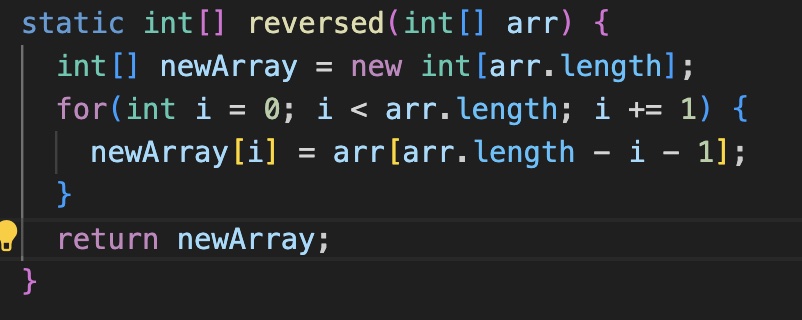 static int[] reversed(int[] arr) {
  int[] newArray = new int[arr.length];
  for(int i = 0; i < arr.length; i += 1) {
    newArray[i] = arr[arr.length - i - 1];
  }
  return newArray;
}